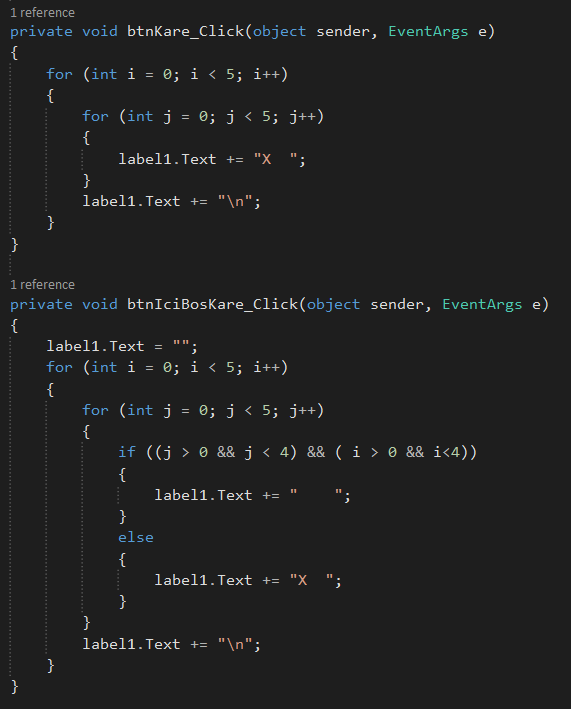 1 reference
private void btnKare_Click(object sender, EventArgs e)
{
    for (int i = 0; i < 5; i++)
    {
        for (int j = 0; j < 5; j++)
        {
            label1.Text += "X  ";
        }
        label1.Text += "\n";
    }
}
1 reference
private void btnIciBosKare_Click(object sender, EventArgs e)
{
    label1.Text = "";
    for (int i = 0; i < 5; i++)
    {
        for (int j = 0; j < 5; j++)
        {
            if ((j > 0 && j < 4) && ( i > 0 && i<4))
            {
                label1.Text += "    ";
            }
            else
            {
                label1.Text += "X  ";
            }
        }
        label1.Text += "\n";
    }
}